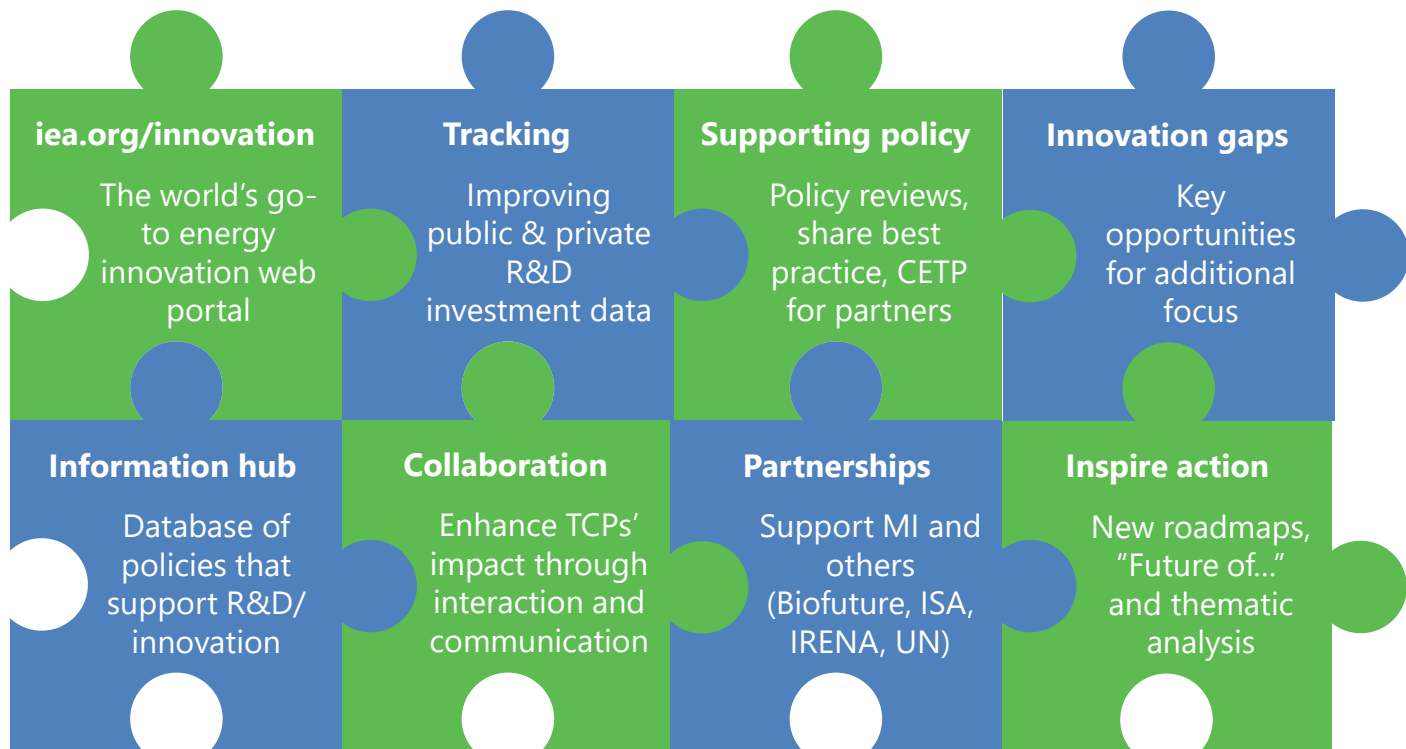 iea.org/innovation
The world's go-
to energy
innovation web
portal
Tracking
Improving
public & private
R&D
investment data
Supporting policy
Policy reviews,
share best
practice, CETP
for partners
Innovation gaps
Key
opportunities
for additional
focus
Information hub
Database of
policies that
support R&D/
innovation
Collaboration
Enhance TCPs'
impact through
interaction and
communication
Partnerships
Support MI and
others
(Biofuture, ISA,
IRENA, UN)
Inspire action
New roadmaps,
“Future of…”
and thematic
analysis